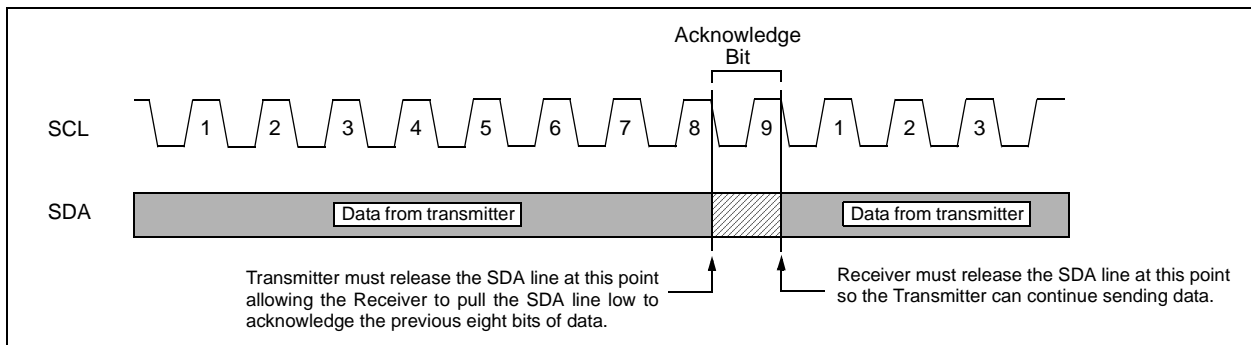 Acknowledge
Bit
SCL
1 2 3 4 5 6 7 8 9 1 2 3
SDA
Data from transmitter
Data from transmitter
Transmitter must release the SDA line at this point
allowing the Receiver to pull the SDA line low to
acknowledge the previous eight bits of data.
Receiver must release the SDA line at this point
so the Transmitter can continue sending data.